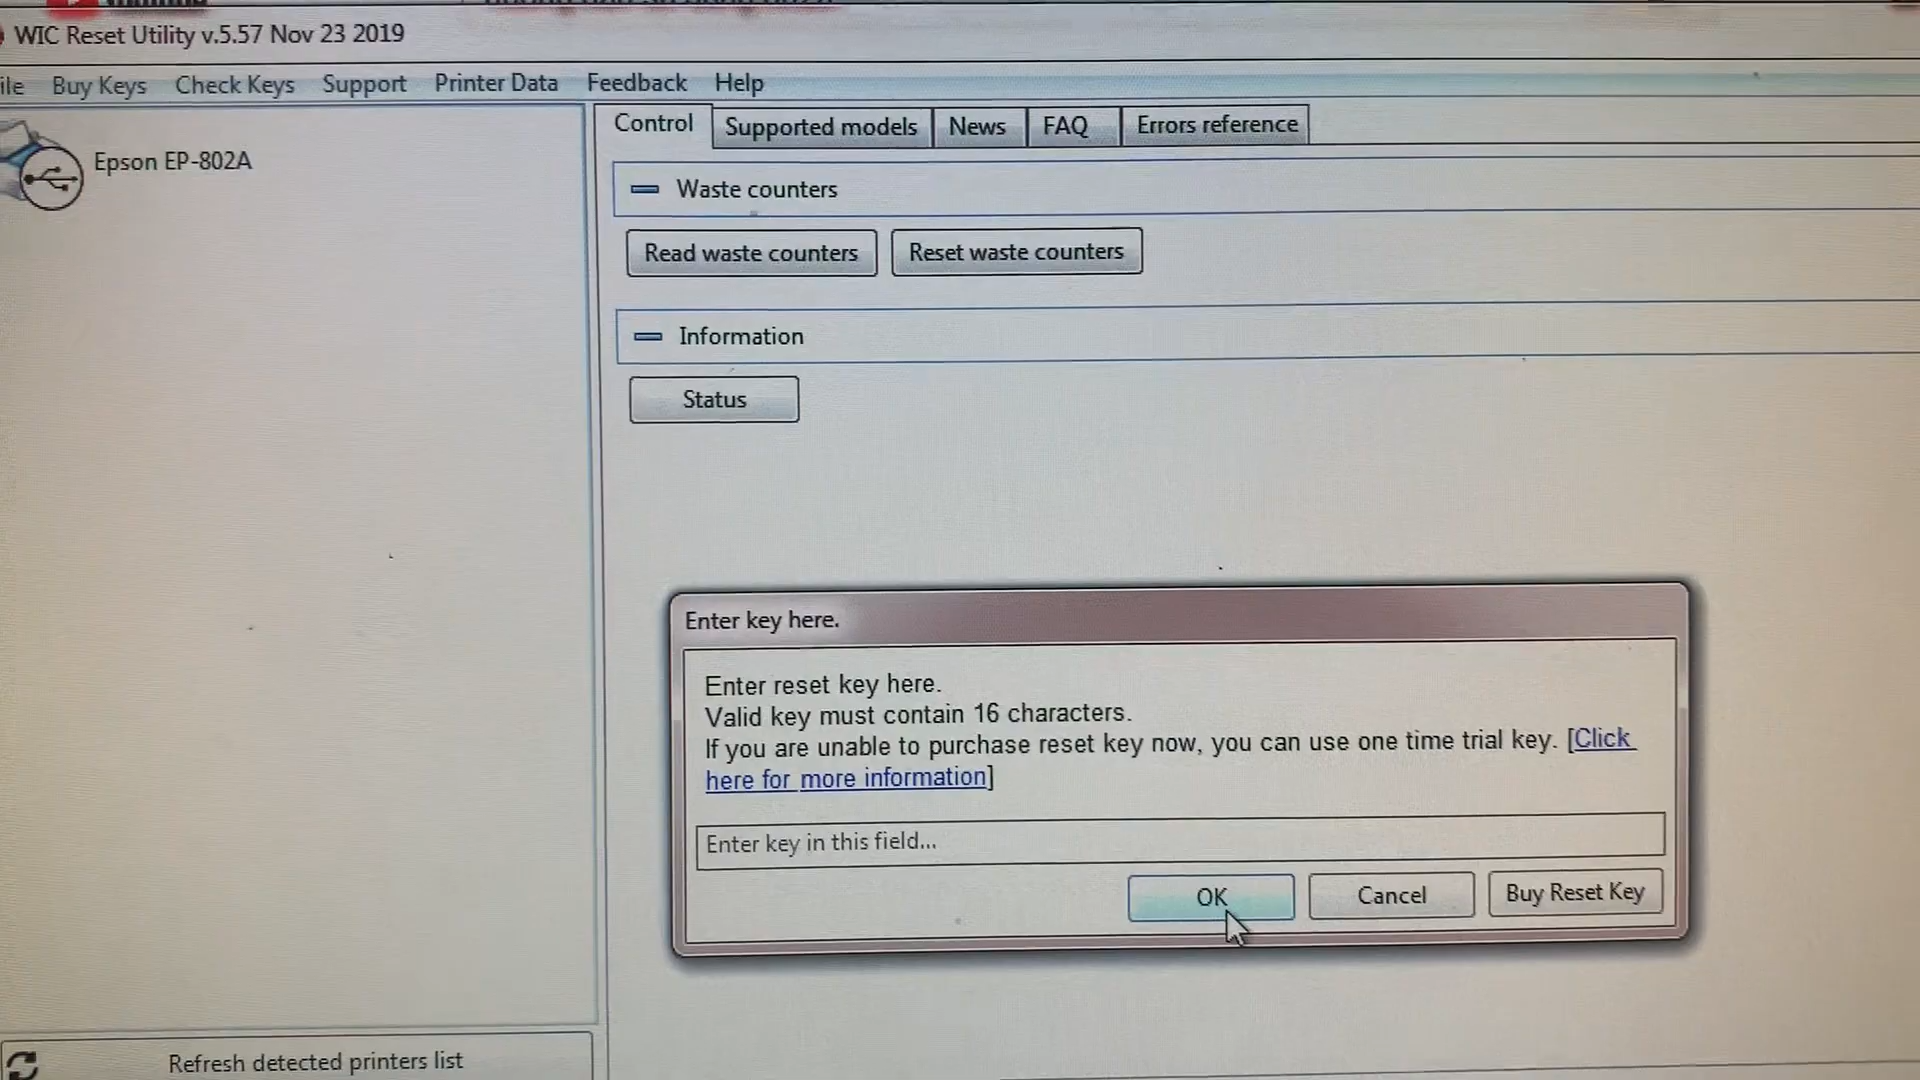 WIC Reset Utility v.5.57 Nov 23 2019
ile Buy Keys Check Keys Support Printer Data Feedback Help
Epson EP-802A
Control Supported models News FAQ Errors reference
Waste counters
Read waste counters Reset waste counters
Information
Status
Enter key here.
Enter reset key here.
Valid key must contain 16 characters.
If you are unable to purchase reset key now, you can use one time trial key. [Click
here for more information]
Enter key in this field...
OK Cancel Buy Reset Key
Refresh detected printers list